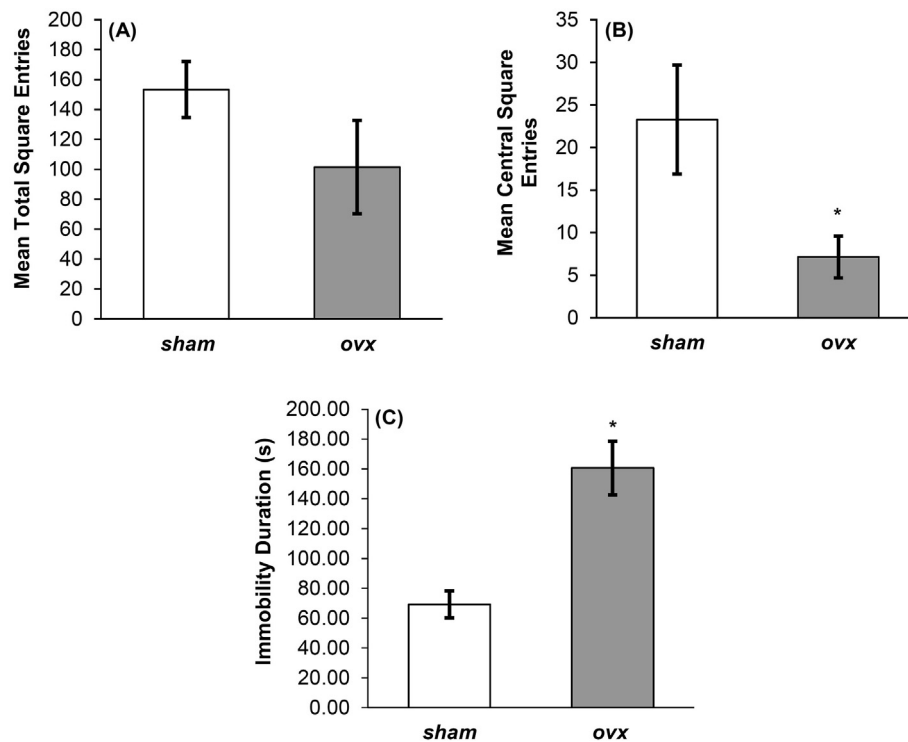 (A)
Mean Total Square Entries
200
180
160
140
120
100
80
60
40
20
0
sham
ovx
(B)
Mean Central Square
Entries
35
30
25
20
15
10
5
0
*
sham
ovx
(C)
Immobility Duration (s)
200.00
180.00
160.00
140.00
120.00
100.00
80.00
60.00
40.00
20.00
0.00
*
sham
ovx